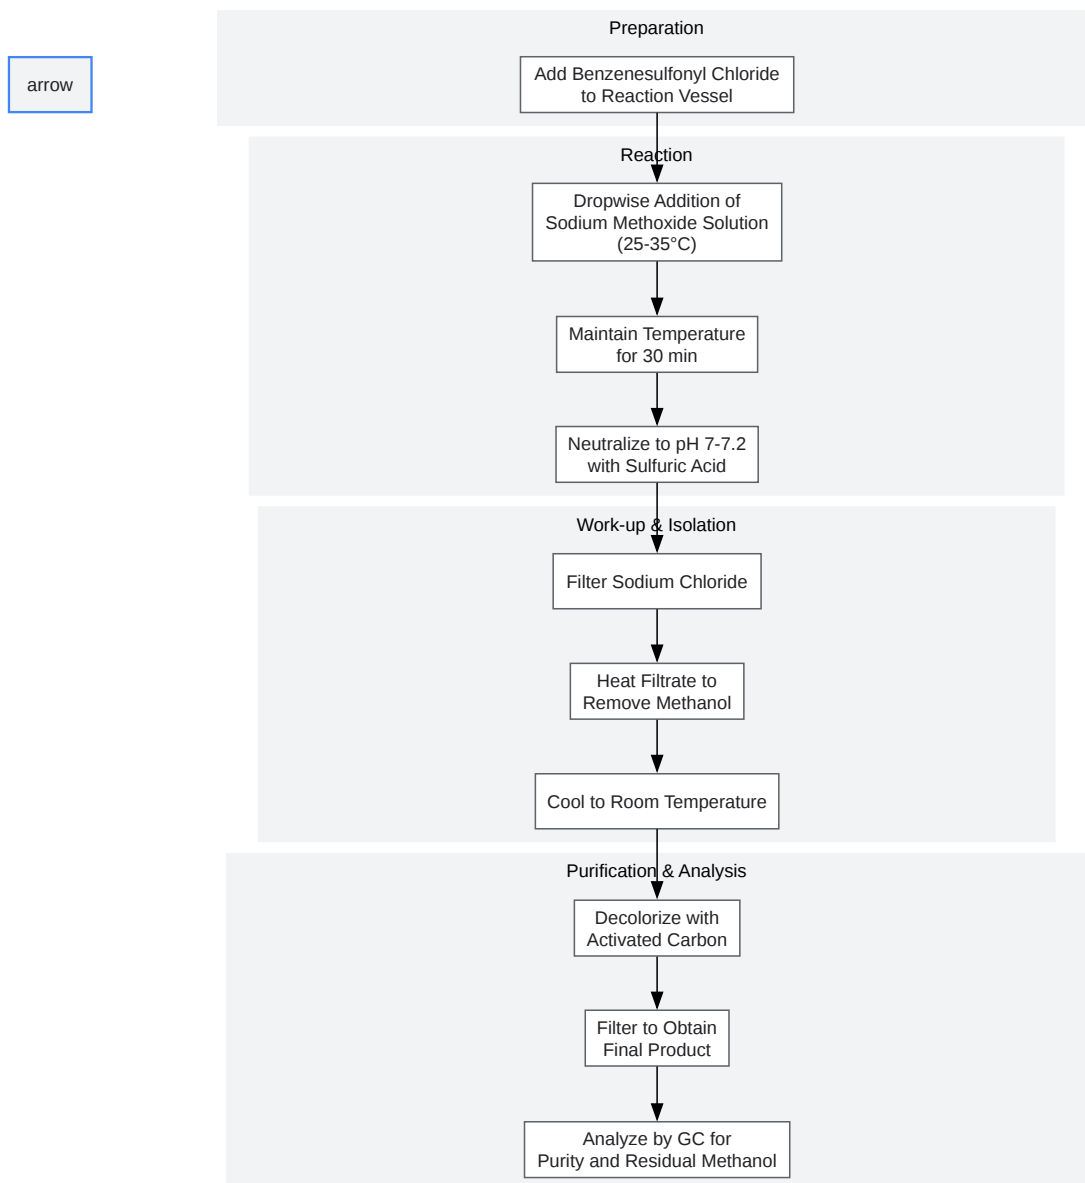 Preparation
arrow
Add Benzenesulfonyl Chloride
to Reaction Vessel
Reaction
Dropwise Addition of
Sodium Methoxide Solution
(25-35°C)
Maintain Temperature
for 30 min
Neutralize to pH 7-7.2
with Sulfuric Acid
Work-up & Isolation
Filter Sodium Chloride
Heat Filtrate to
Remove Methanol
Cool to Room Temperature
Purification & Analysis
Decolorize with
Activated Carbon
Filter to Obtain
Final Product
Analyze by GC for
Purity and Residual Methanol